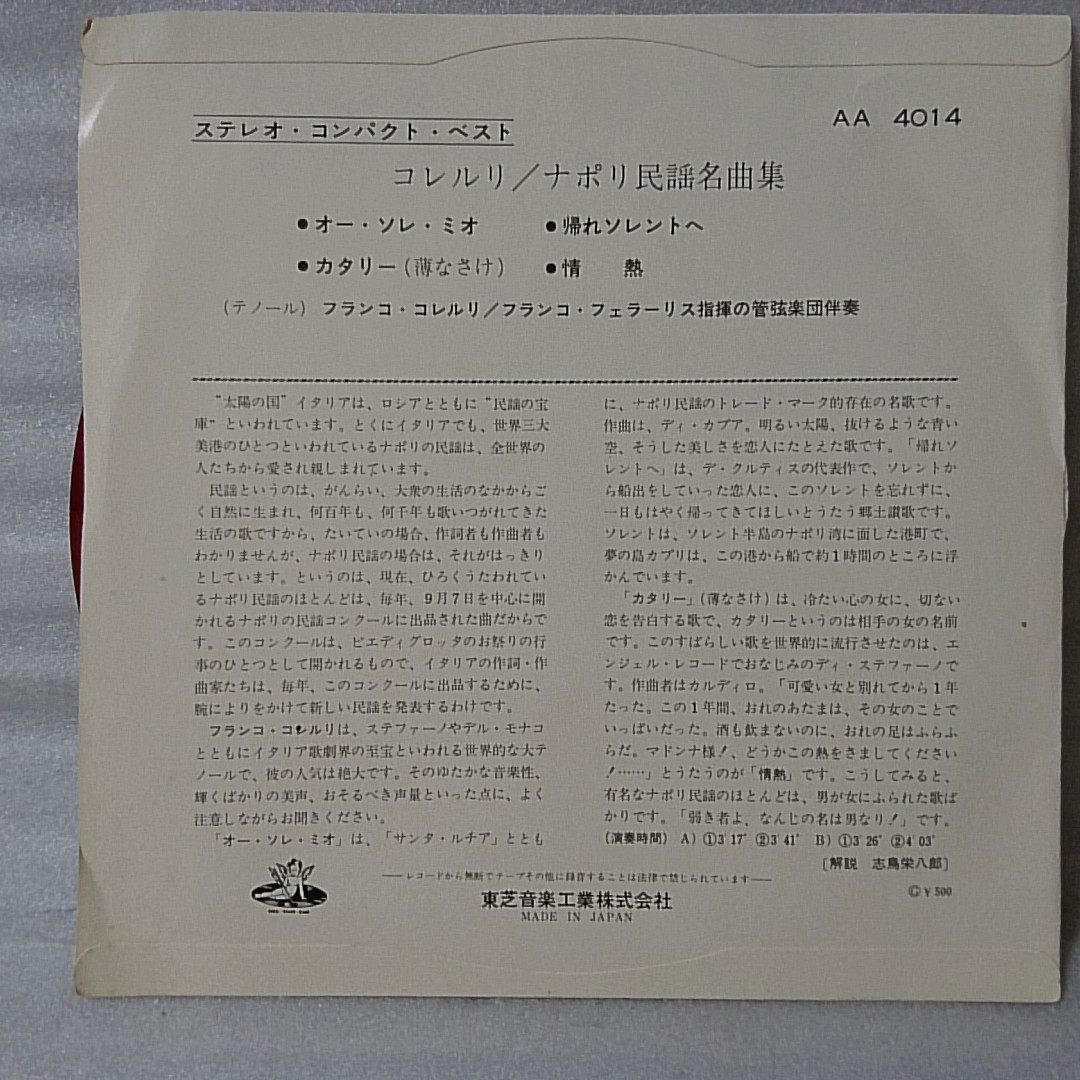 AA 4014
ステレオ・コンパクト・ベスト
コレルリ／ナポリ民謡名曲集
●オー・ソレ・ミオ ●帰れソレントへ
●カタリー(薄なさけ) ●情 熱
(テノール) フランコ・コレルリ／フランコ・フェラーリス指揮の管弦楽団伴奏
“太陽の国” イタリアは、ロシアとともに “民謡の宝
庫” といわれています。とくにイタリアでも、世界三大
美港のひとつといわれているナポリの民謡は、全世界の
人たちから愛され親しまれています。
民謡というのは、がんらい、大衆の生活のなかからご
く自然に生まれ、何百年も、何千年も歌いつがれてきた
生活の歌ですから、たいていの場合、作詞者も作曲者も
わかりませんが、ナポリ民謡の場合は、それがはっきり
としています。というのは、現在、ひろくうたわれてい
るナポリ民謡のほとんどは、毎年、9月7日を中心に開
かれるナポリの民謡コンクールに出品された曲だからで
す。このコンクールは、ピエディグロッタのお祭りの行
事のひとつとして開かれるもので、イタリアの作詞・作
曲家たちは、毎年、このコンクールに出品するために、
腕によりをかけて新しい民謡を発表するわけです。
フランコ・コレルリは、ステファーノやデル・モナコ
とともにイタリア歌劇界の至宝といわれる世界的な大テ
ノールで、彼の人気は絶大です。そのゆたかな音楽性、
輝くばかりの美声、おそるべき声量といった点に、よく
注意しながらお聞きください。
「オー・ソレ・ミオ」は、「サンタ・ルチア」ととも
に、ナポリ民謡のトレード・マーク的存在の名歌です。
作曲は、ディ・カプア。明るい太陽、抜けるような青い
空、そうした美しさを恋人にたとえた歌です。「帰れソ
レントへ」は、デ・クルティスの代表作で、ソレントか
ら船出をしていった恋人に、このソレントを忘れずに、
一日もはやく帰ってきてほしいとうたう郷土讃歌です。
ソレントは、ソレント半島のナポリ湾に面した港町で、
夢の島カプリは、この港から船で約1時間のところに浮
かんでいます。
「カタリー」(薄なさけ) は、冷たい心の女に、切ない
恋を告白する歌で、カタリーというのは相手の女の名前
です。このすばらしい歌を世界的に流行させたのは、エ
ンジェル・レコードでおなじみのディ・ステファーノで
す。作曲者はカルディロ。「可愛い女と別れてから1年
たった。この1年間、おれのあたまは、その女のことで
いっぱいだった。酒も飲まないのに、おれの足はふらふ
らだ。マドンナ様！、どうかこの熱をさましてください
！……」とうたうのが「情熱」です。こうしてみると、
有名なナポリ民謡のほとんどは、男が女にふられた歌ば
かりです。「弱き者よ、なんじの名は男なり！」です。
(演奏時間) A) ①3′17″ ②3′41″ B) ①3′26″ ②4′03″
〔解説 志鳥栄八郎〕
──レコードから無断でテープその他に録音することは法律で禁じられています──
Ⓒ¥500
東芝音楽工業株式会社
MADE IN JAPAN